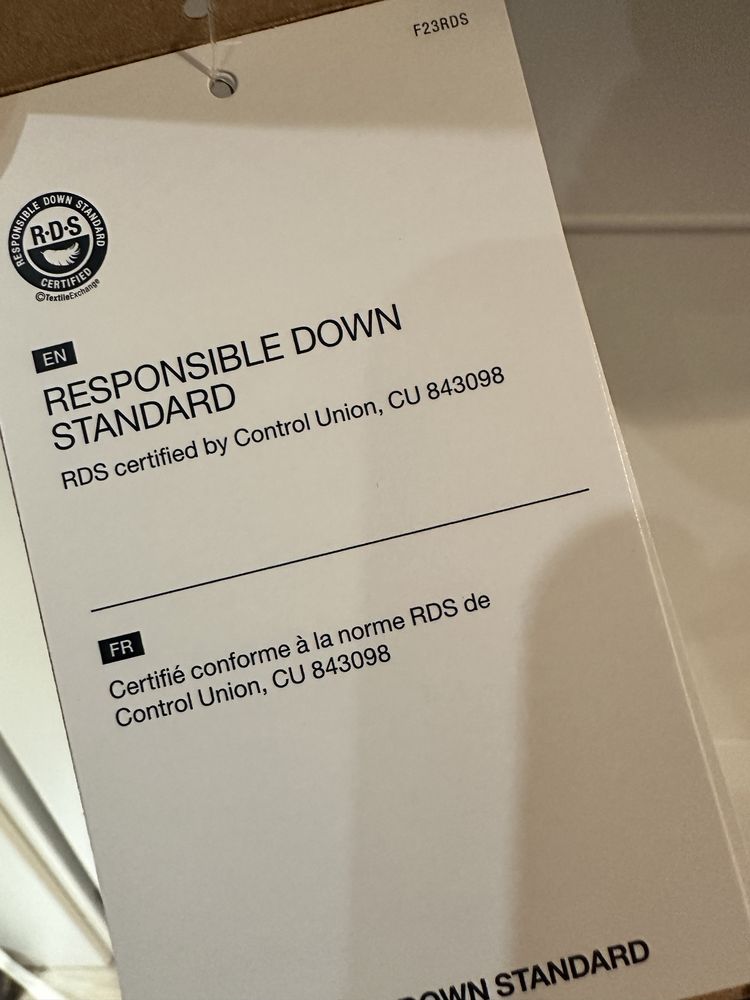 F23RDS
RESPONSIBLE DOWN STANDARD
R·D·S
CERTIFIED
©TextileExchange
EN
RESPONSIBLE DOWN
STANDARD
RDS certified by Control Union, CU 843098
FR
Certifié conforme à la norme RDS de
Control Union, CU 843098
DOWN STANDARD